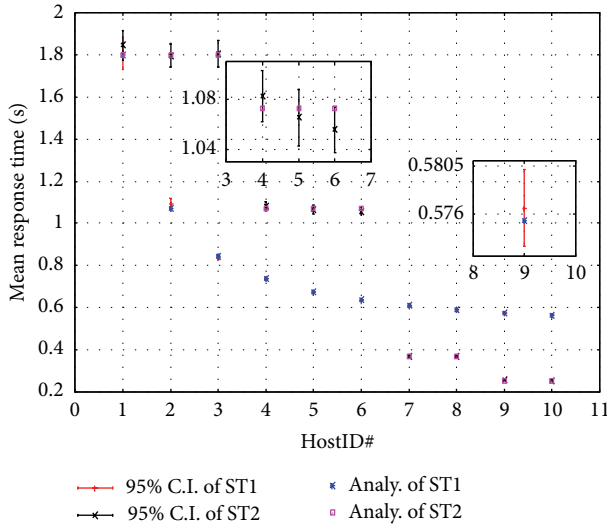 2
1.8
1.6
1.4
1.2
1
0.8
0.6
0.4
0.2
Mean response time (s)
1.08
1.04
3 4 5 6 7
0.5805
0.576
8 9 10
0 1 2 3 4 5 6 7 8 9 10 11
HostID#
95% C.I. of ST1
Analy. of ST1
95% C.I. of ST2
Analy. of ST2